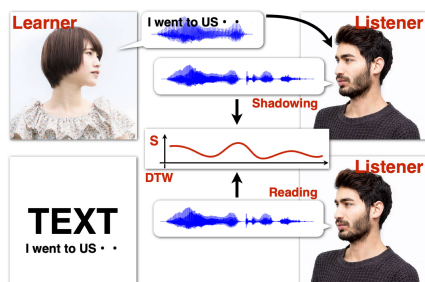 Learner
I went to US・・
Listener
Shadowing
S
DTW
Listener
Reading
TEXT
I went to US・・